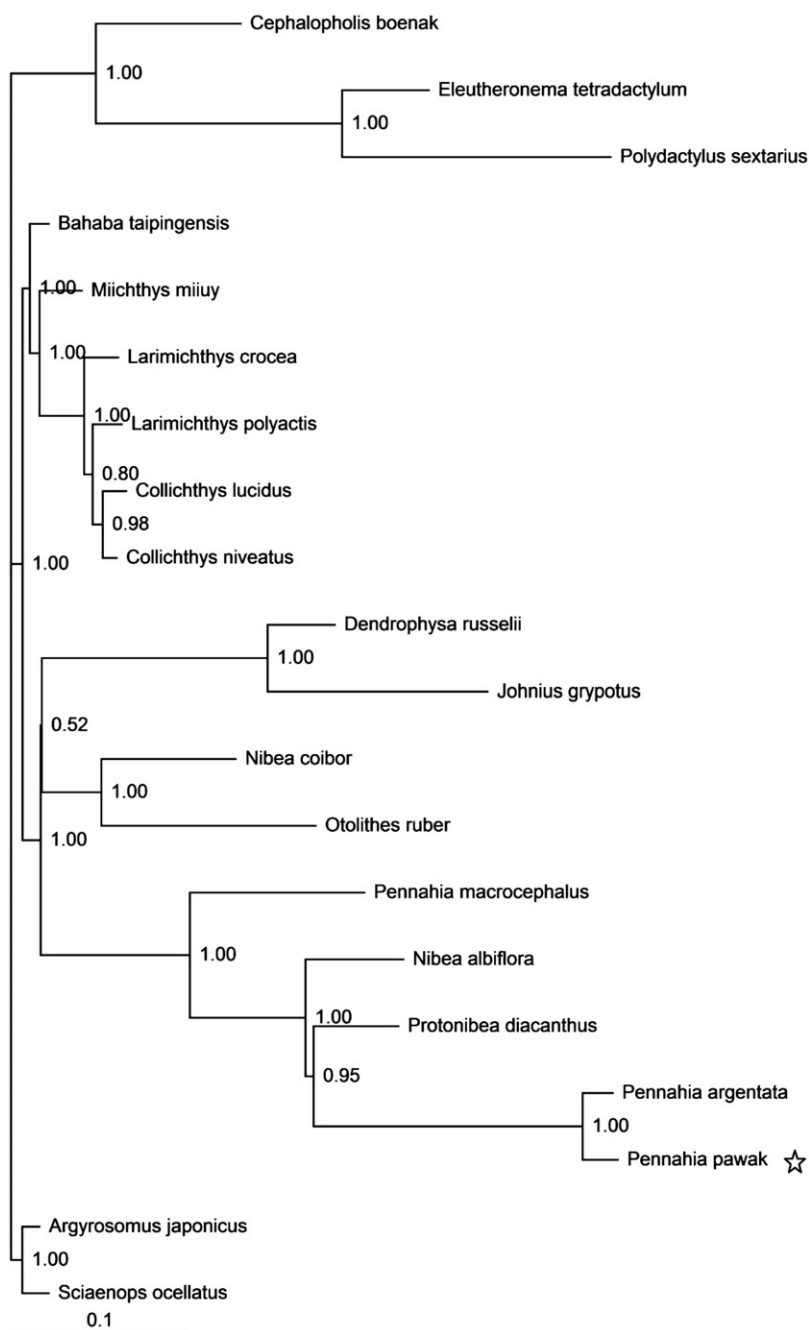 Cephalopholis boenak
1.00
Eleutheronema tetradactylum
1.00
Polydactylus sextarius
Bahaba taipingensis
1.00
Miichthys miiuy
1.00
Larimichthys crocea
1.00
Larimichthys polyactis
0.80
Collichthys lucidus
0.98
Collichthys niveatus
1.00
Dendrophysa russelii
1.00
Johnius grypotus
0.52
Nibea coibor
1.00
Otolithes ruber
1.00
Pennahia macrocephalus
1.00
Nibea albiflora
1.00
Protonibea diacanthus
0.95
Pennahia argentata
1.00
Pennahia pawak
Argyrosomus japonicus
1.00
Sciaenops ocellatus
0.1